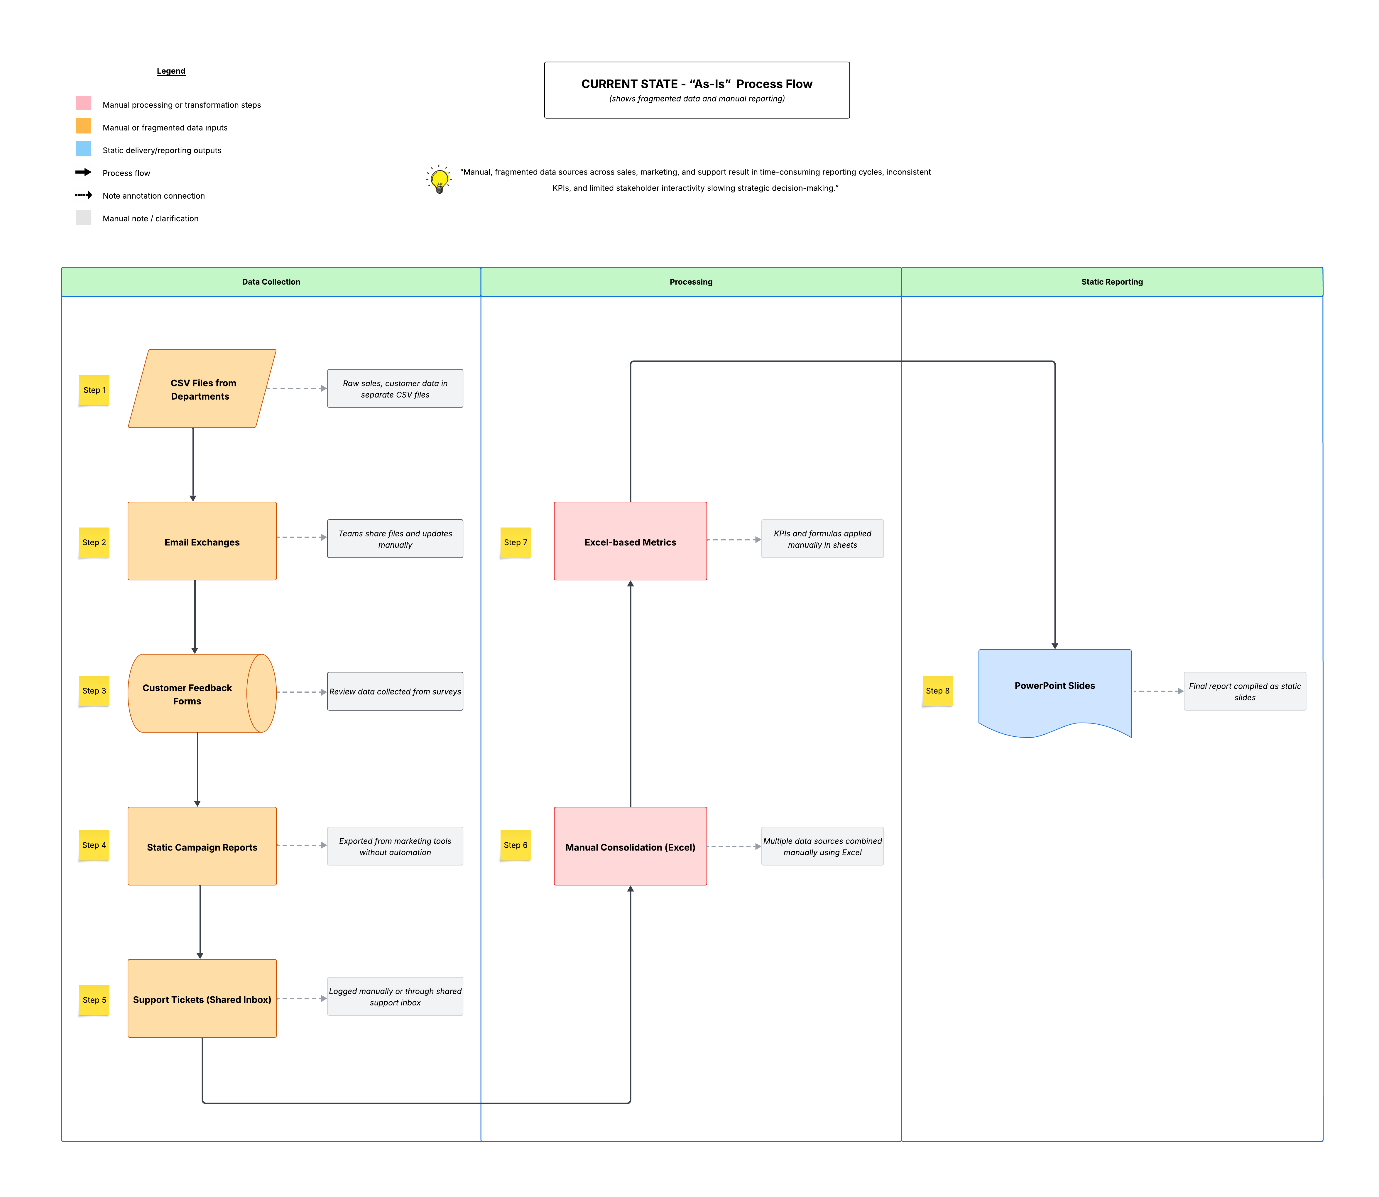 Legend
Manual processing or transformation steps
Manual or fragmented data inputs
Static delivery/reporting outputs
Process flow
Note annotation connection
Manual note / clarification
CURRENT STATE - “As-Is”  Process Flow
(shows fragmented data and manual reporting)
"Manual, fragmented data sources across sales, marketing, and support result in time-consuming reporting cycles, inconsistent
KPIs, and limited stakeholder interactivity slowing strategic decision-making."
Data Collection
Processing
Static Reporting
Step 1
CSV Files from
Departments
Raw sales, customer data in
separate CSV files
Step 2
Email Exchanges
Teams share files and updates
manually
Step 3
Customer Feedback
Forms
Review data collected from surveys
Step 4
Static Campaign Reports
Exported from marketing tools
without automation
Step 5
Support Tickets (Shared Inbox)
Logged manually or through shared
support inbox
Step 7
Excel-based Metrics
KPIs and formulas applied
manually in sheets
Step 6
Manual Consolidation (Excel)
Multiple data sources combined
manually using Excel
Step 8
PowerPoint Slides
Final report compiled as static
slides